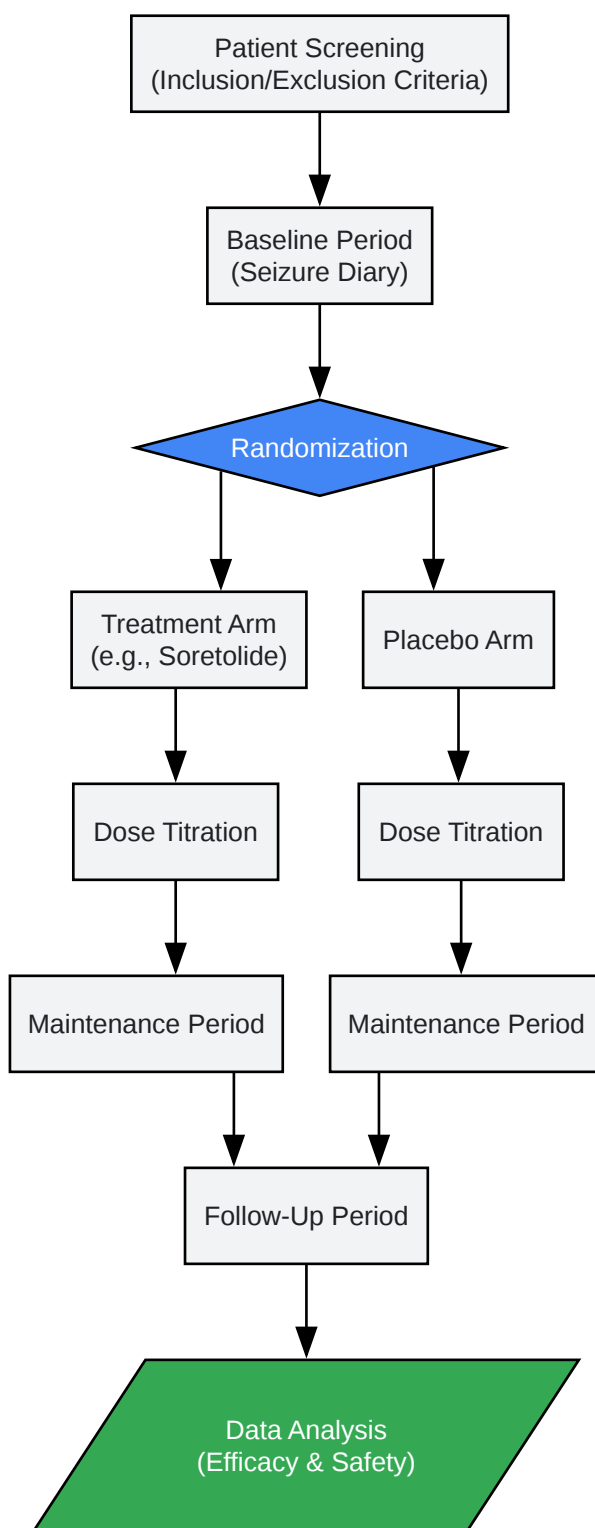 Patient Screening
(Inclusion/Exclusion Criteria)
Baseline Period
(Seizure Diary)
Randomization
Treatment Arm
(e.g., Soretolide)
Placebo Arm
Dose Titration
Dose Titration
Maintenance Period
Maintenance Period
Follow-Up Period
Data Analysis
(Efficacy & Safety)